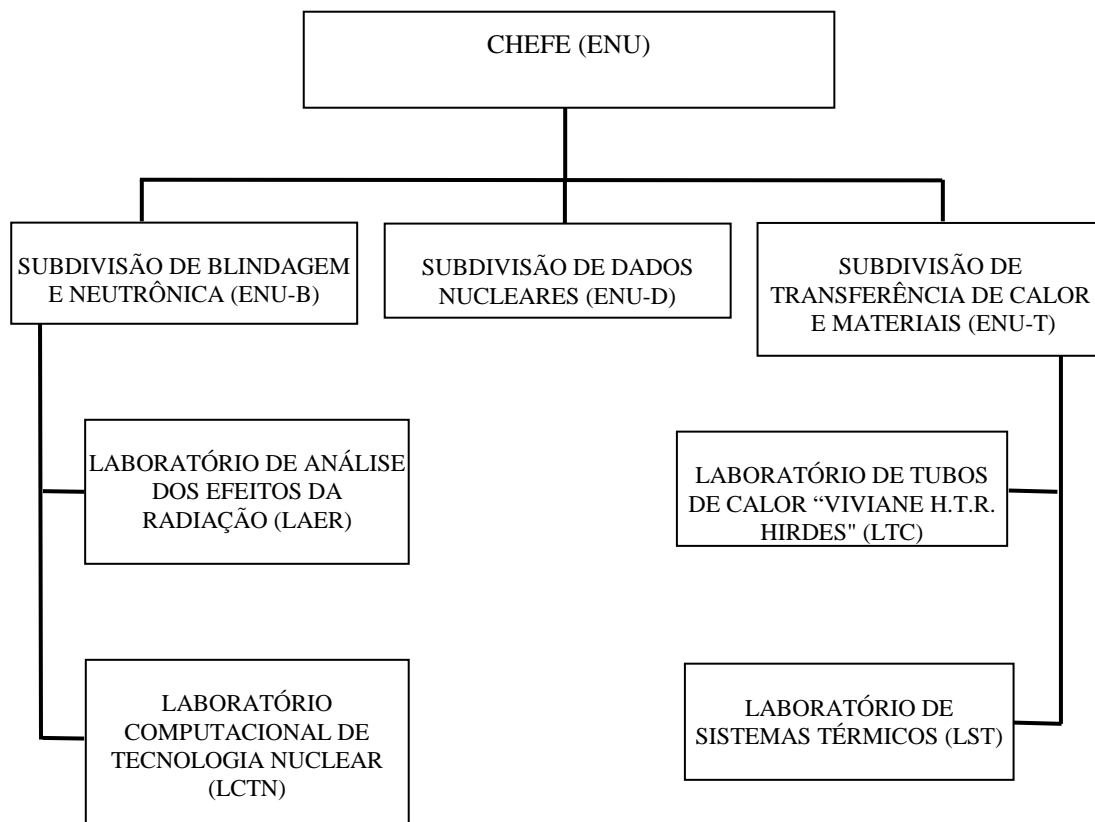 CHEFE (ENU)
SUBDIVISÃO DE BLINDAGEM
E NEUTRÔNICA (ENU-B)
SUBDIVISÃO DE DADOS
NUCLEARES (ENU-D)
SUBDIVISÃO DE
TRANSFERÊNCIA DE CALOR
E MATERIAIS (ENU-T)
LABORATÓRIO DE ANÁLISE
DOS EFEITOS DA
RADIAÇÃO (LAER)
LABORATÓRIO DE TUBOS
DE CALOR “VIVIANE H.T.R.
HIRDES" (LTC)
LABORATÓRIO
COMPUTACIONAL DE
TECNOLOGIA NUCLEAR
(LCTN)
LABORATÓRIO DE
SISTEMAS TÉRMICOS (LST)